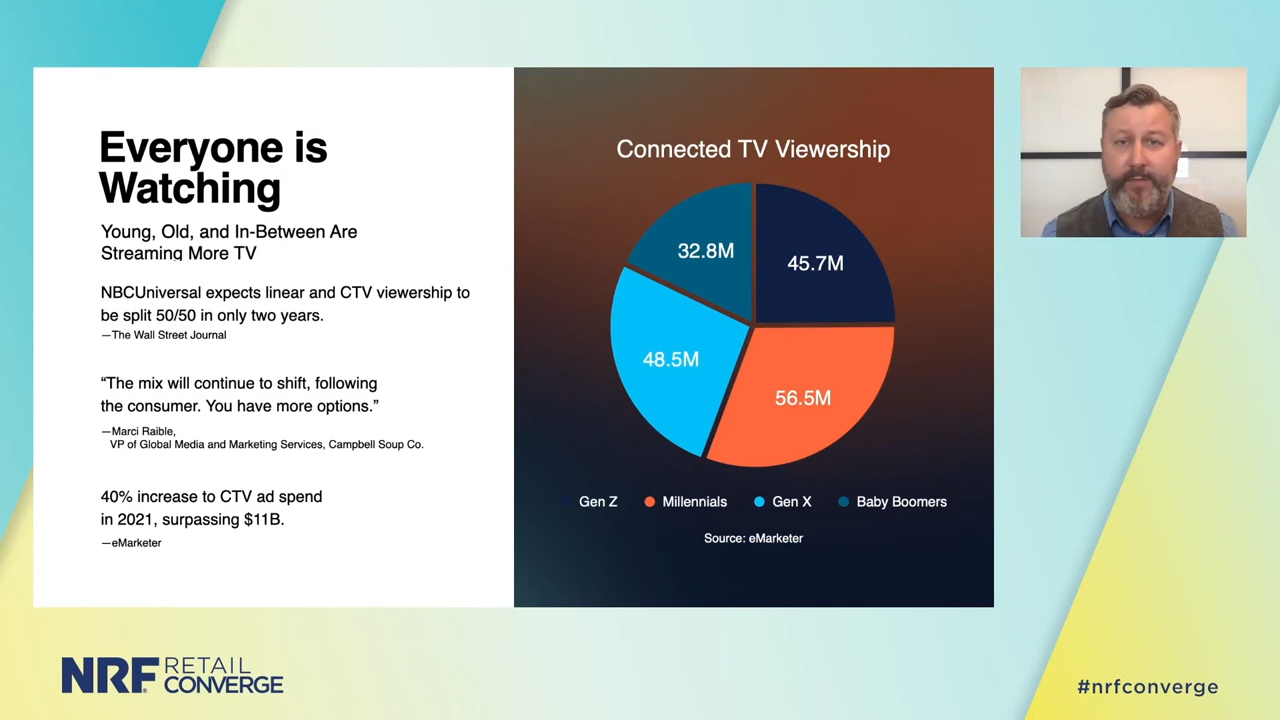 Everyone is
Watching
Young, Old, and In-Between Are
Streaming More TV
NBCUniversal expects linear and CTV viewership to
be split 50/50 in only two years.
—The Wall Street Journal
“The mix will continue to shift, following
the consumer. You have more options.”
—Marci Raible,
VP of Global Media and Marketing Services, Campbell Soup Co.
40% increase to CTV ad spend
in 2021, surpassing $11B.
—eMarketer
Connected TV Viewership
32.8M
45.7M
48.5M
56.5M
Gen Z Millennials Gen X Baby Boomers
Source: eMarketer
NRF RETAIL
CONVERGE
#nrfconverge